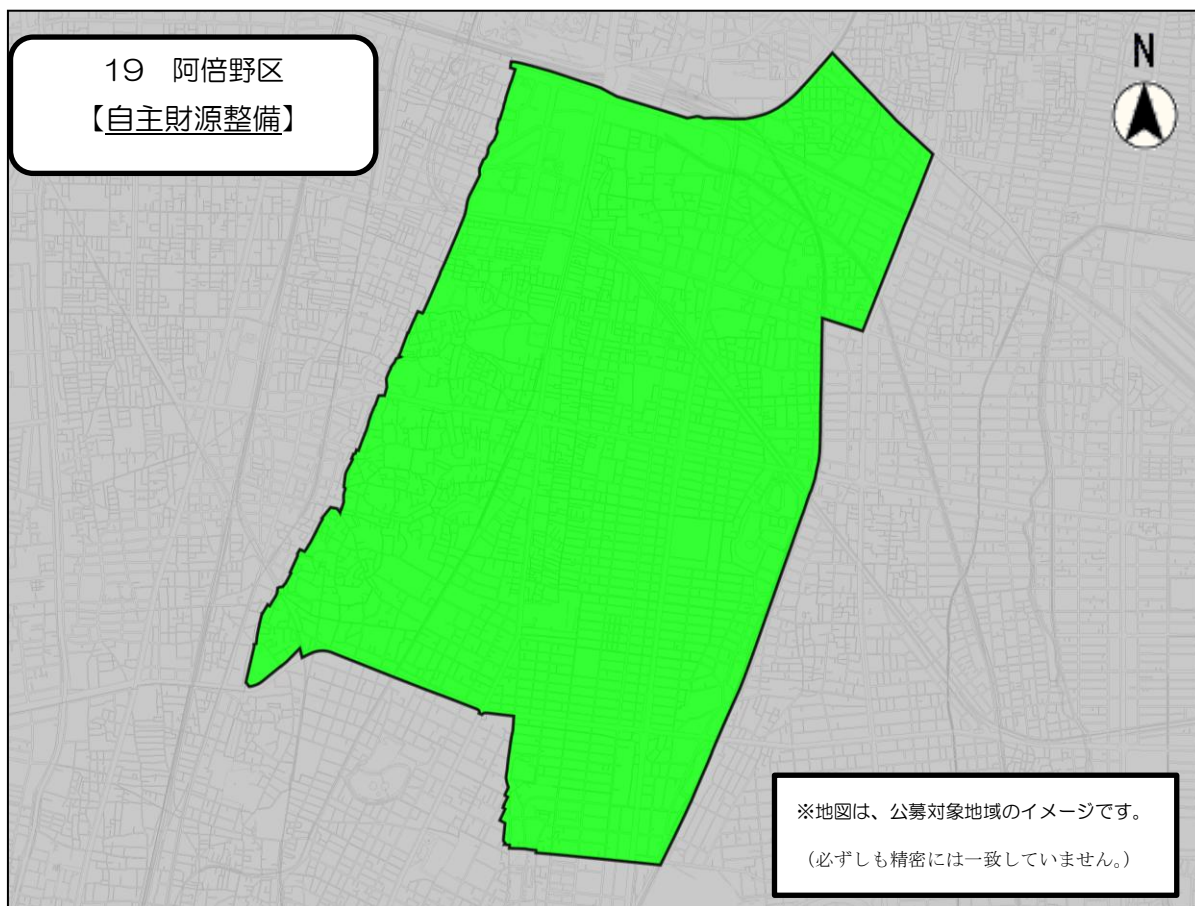 19　阿倍野区
【自主財源整備】
N
※地図は、公募対象地域のイメージです。
（必ずしも精密には一致していません。）